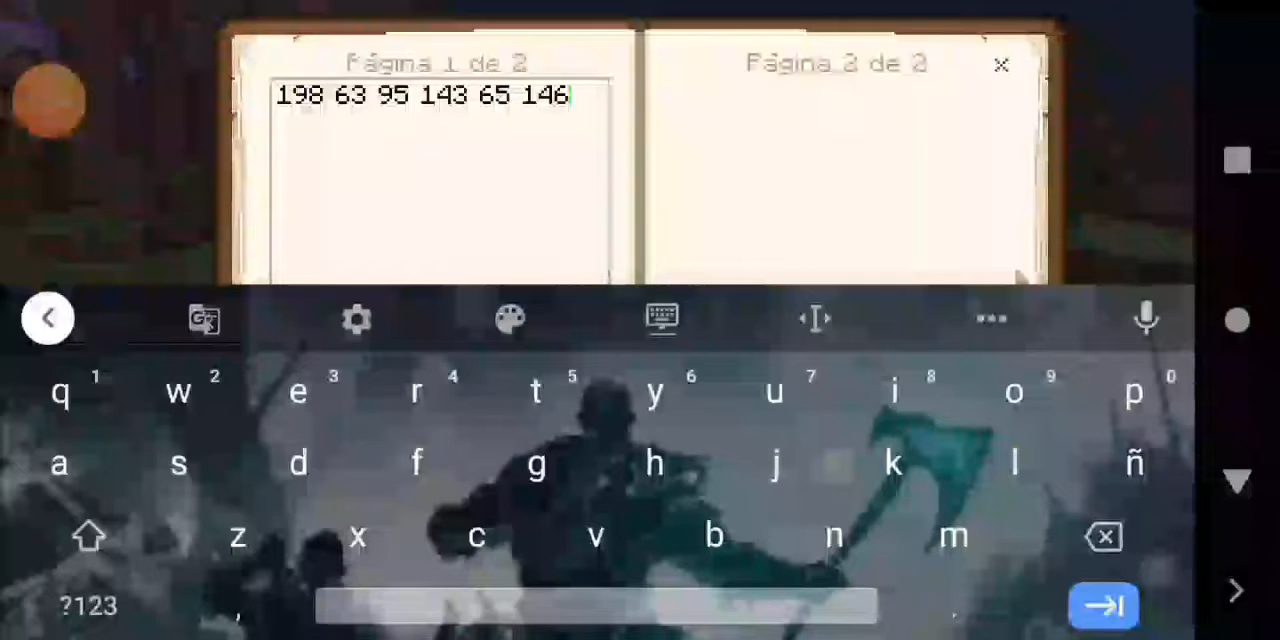 Página 1 de 2
Página 2 de 2
198 63 95 143 65 146
q 1 w 2 e 3 r 4 t 5 y 6 u 7 i 8 o 9 p 0
a s d f g h j k l ñ
z x c v b n m
?123 , .